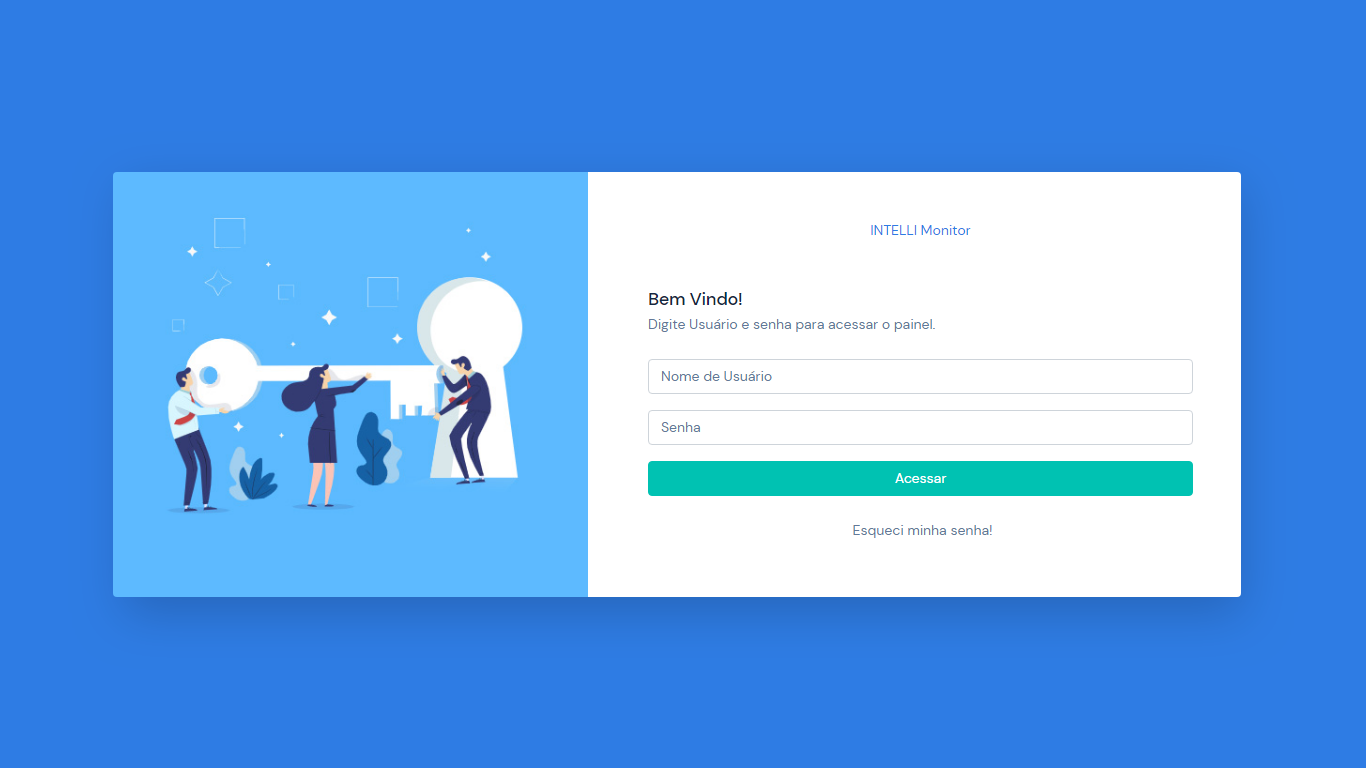 INTELLI Monitor
Bem Vindo!
Digite Usuário e senha para acessar o painel.
Nome de Usuário
Senha
Acessar
Esqueci minha senha!